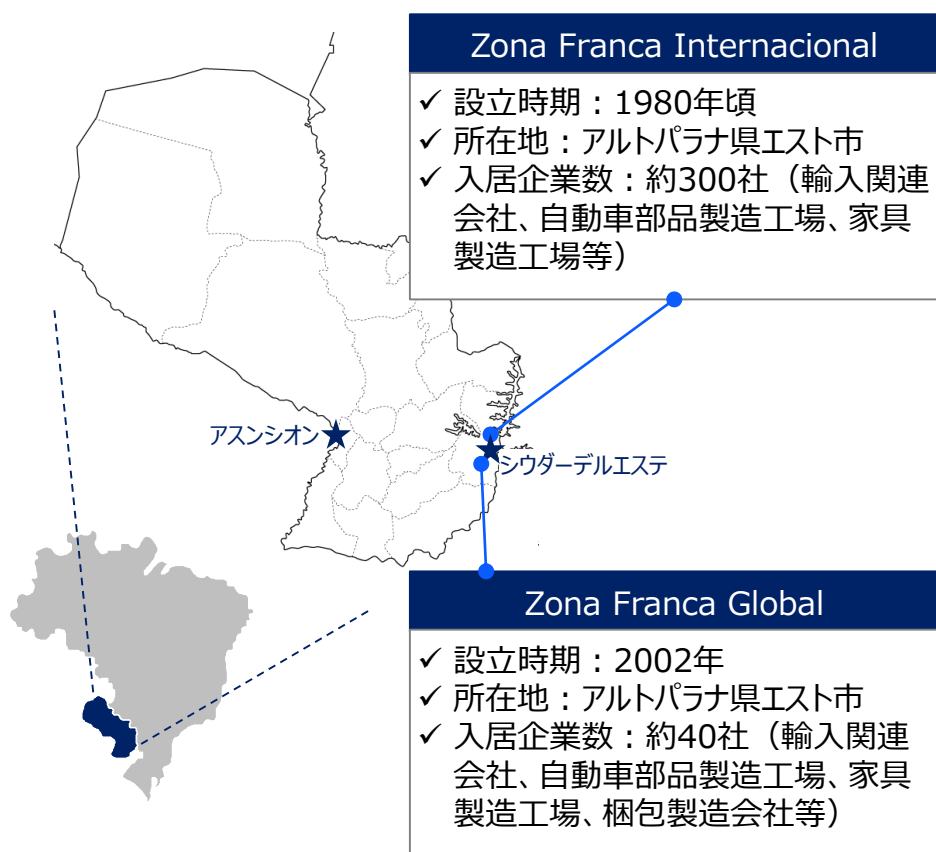 Zona Franca Internacional
✓ 設立時期：1980年頃
✓ 所在地：アルトパラナ県エスト市
✓ 入居企業数：約300社（輸入関連
会社、自動車部品製造工場、家具
製造工場等）
アスンシオン
シウダーデルエステ
Zona Franca Global
✓ 設立時期：2002年
✓ 所在地：アルトパラナ県エスト市
✓ 入居企業数：約40社（輸入関連
会社、自動車部品製造工場、家具
製造工場、梱包製造会社等）